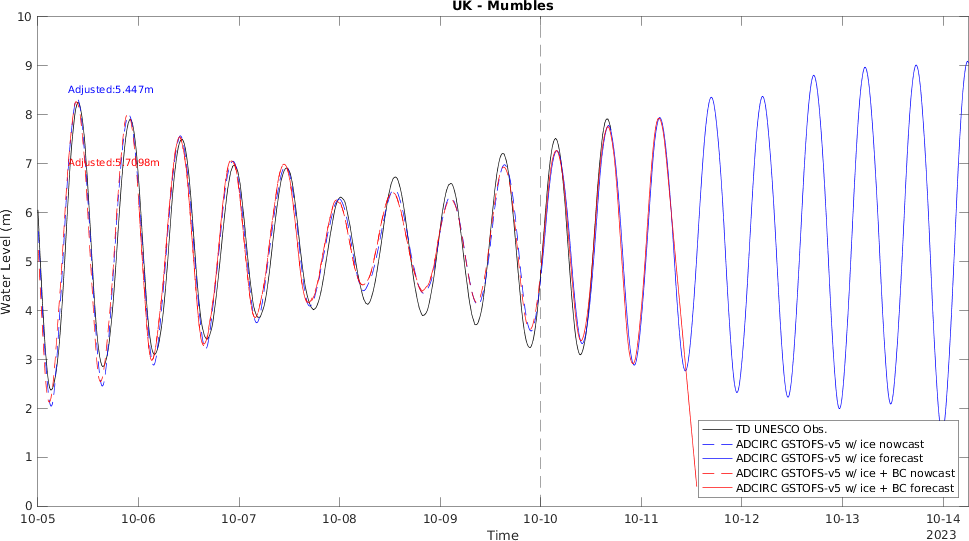 UK - Mumbles
10
9
8
7
6
5
4
3
2
1
0
Water Level (m)
Adjusted:5.447m
Adjusted:5.7098m
TD UNESCO Obs.
ADCIRC GSTOFS-v5 w/ ice nowcast
ADCIRC GSTOFS-v5 w/ ice forecast
ADCIRC GSTOFS-v5 w/ ice + BC nowcast
ADCIRC GSTOFS-v5 w/ ice + BC forecast
10-05 10-06 10-07 10-08 10-09 10-10 10-11 10-12 10-13 10-14
2023
Time